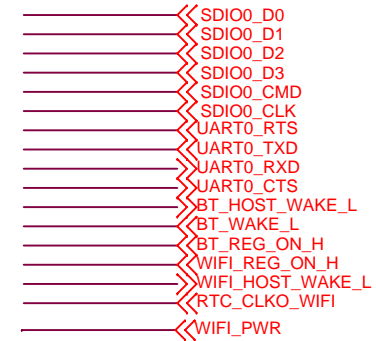 SDIO0_D0
SDIO0_D1
SDIO0_D2
SDIO0_D3
SDIO0_CMD
SDIO0_CLK
UART0_RTS
UART0_TXD
UART0_RXD
UART0_CTS
BT_HOST_WAKE_L
BT_WAKE_L
BT_REG_ON_H
WIFI_REG_ON_H
WIFI_HOST_WAKE_L
RTC_CLKO_WIFI
WIFI_PWR